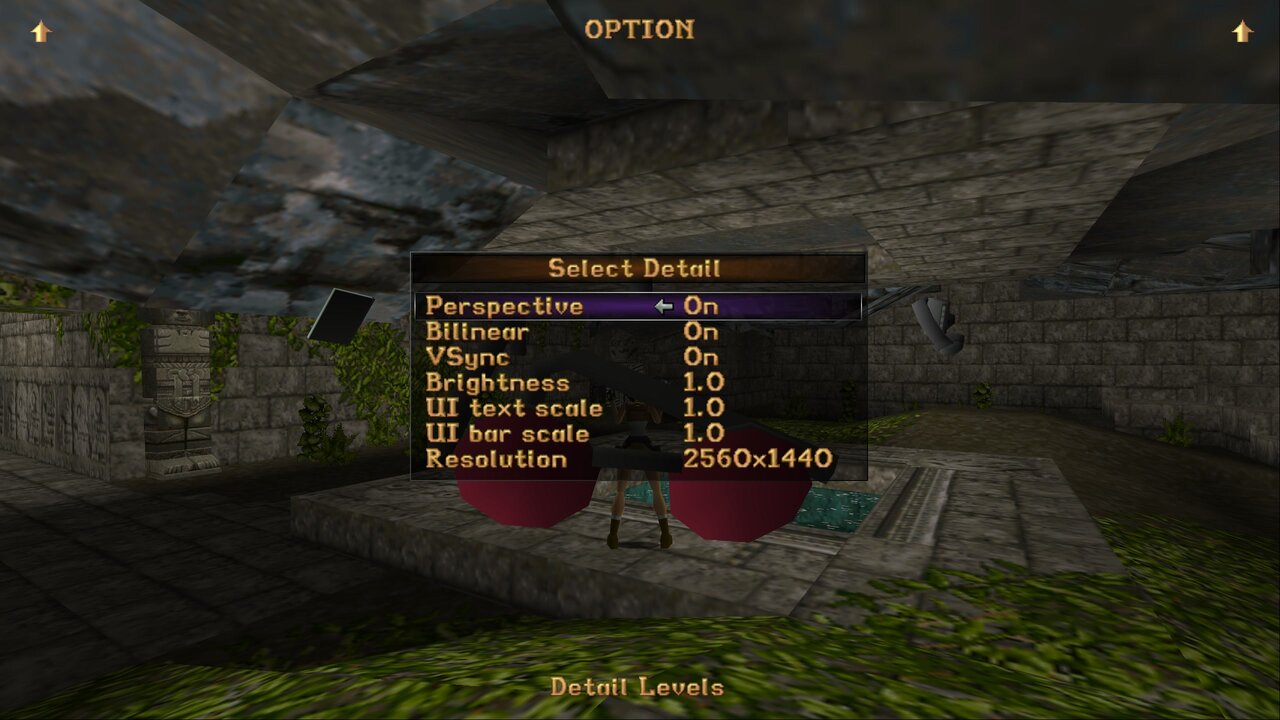 OPTION
Select Detail
Perspective On
Bilinear On
VSync On
Brightness 1.0
UI text scale 1.0
UI bar scale 1.0
Resolution 2560x1440
Detail Levels